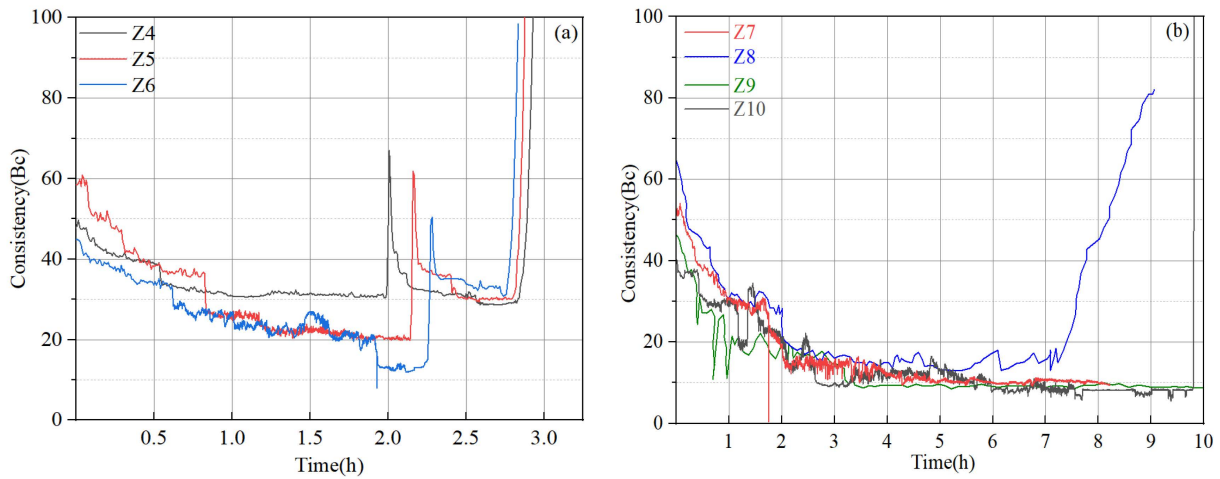 (a)
Z4
Z5
Z6
Consistency(Bc)
100
80
60
40
20
0
0.5 1.0 1.5 2.0 2.5 3.0
Time(h)
(b)
Z7
Z8
Z9
Z10
Consistency(Bc)
100
80
60
40
20
0
1 2 3 4 5 6 7 8 9 10
Time(h)